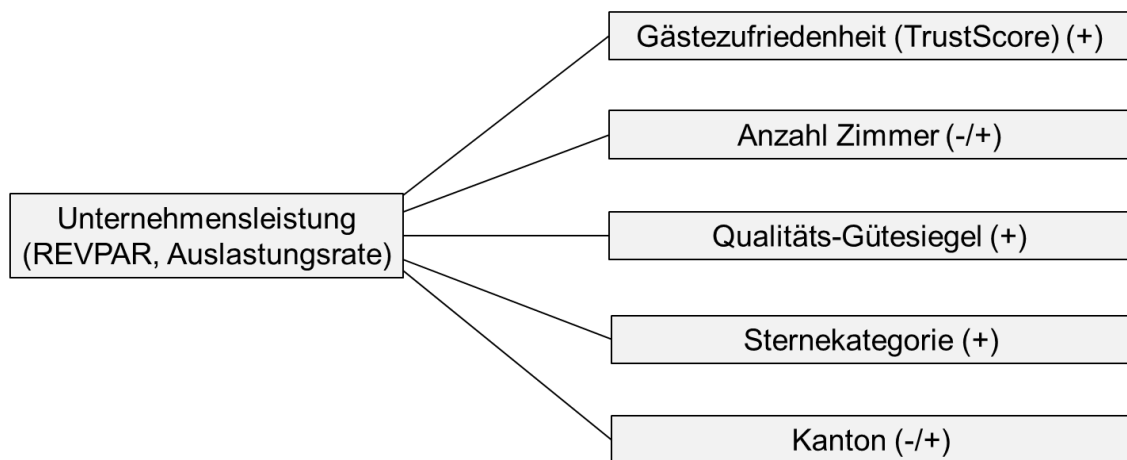 Gästezufriedenheit (TrustScore) (+)
Anzahl Zimmer (-/+)
Unternehmensleistung
(REVPAR, Auslastungsrate)
Qualitäts-Gütesiegel (+)
Sternekategorie (+)
Kanton (-/+)